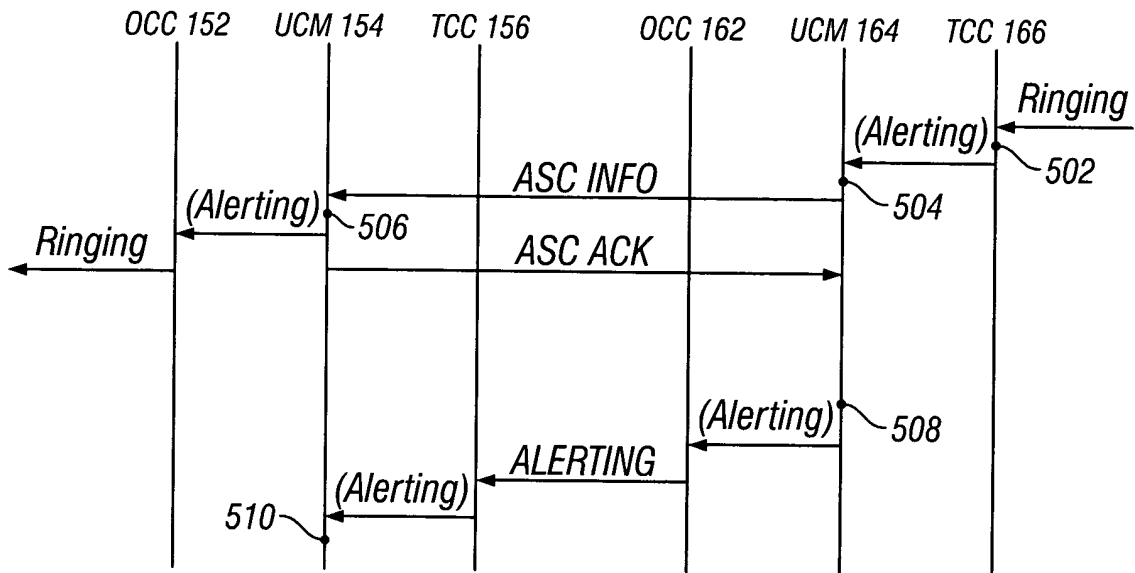 OCC 152 UCM 154 TCC 156 OCC 162 UCM 164 TCC 166
Ringing
(Alerting)
502
ASC INFO
504
(Alerting)
506
Ringing
ASC ACK
(Alerting)
508
ALERTING
(Alerting)
510